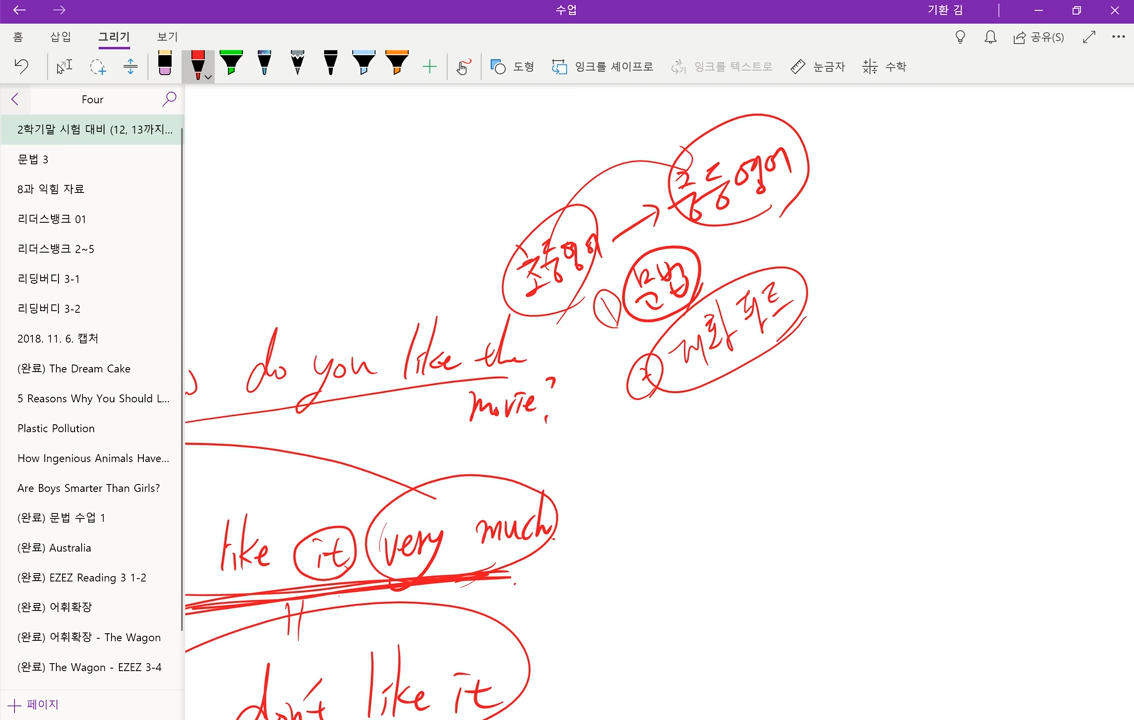 수업
기환 김
홈 삽입 그리기 보기
공유(S)
도형 잉크를 셰이프로 잉크를 텍스트로 눈금자 수학
Four
2학기말 시험 대비 (12, 13까지...
문법 3
8과 익힘 자료
리더스뱅크 01
리더스뱅크 2~5
리딩버디 3-1
리딩버디 3-2
2018. 11. 6. 캡처
(완료) The Dream Cake
5 Reasons Why You Should L...
Plastic Pollution
How Ingenious Animals Have...
Are Boys Smarter Than Girls?
(완료) 문법 수업 1
(완료) Australia
(완료) EZEZ Reading 3 1-2
(완료) 어휘확장
(완료) 어휘확장 - The Wagon
(완료) The Wagon - EZEZ 3-4
페이지
초등영어 → 중등영어
① 문법
② 대화 파트
do you like the
movie?
like it very much.
don't like it